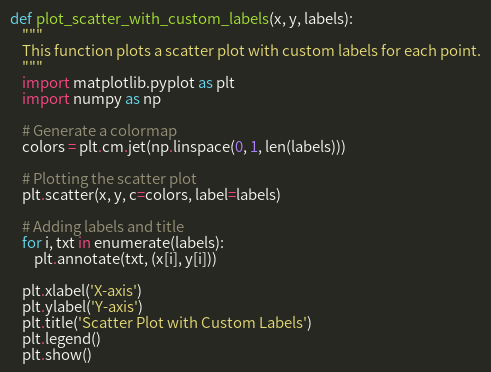 def plot_scatter_with_custom_labels(x, y, labels):
    """
    This function plots a scatter plot with custom labels for each point.
    """
    import matplotlib.pyplot as plt
    import numpy as np

    # Generate a colormap
    colors = plt.cm.jet(np.linspace(0, 1, len(labels)))

    # Plotting the scatter plot
    plt.scatter(x, y, c=colors, label=labels)

    # Adding labels and title
    for i, txt in enumerate(labels):
        plt.annotate(txt, (x[i], y[i]))

    plt.xlabel('X-axis')
    plt.ylabel('Y-axis')
    plt.title('Scatter Plot with Custom Labels')
    plt.legend()
    plt.show()